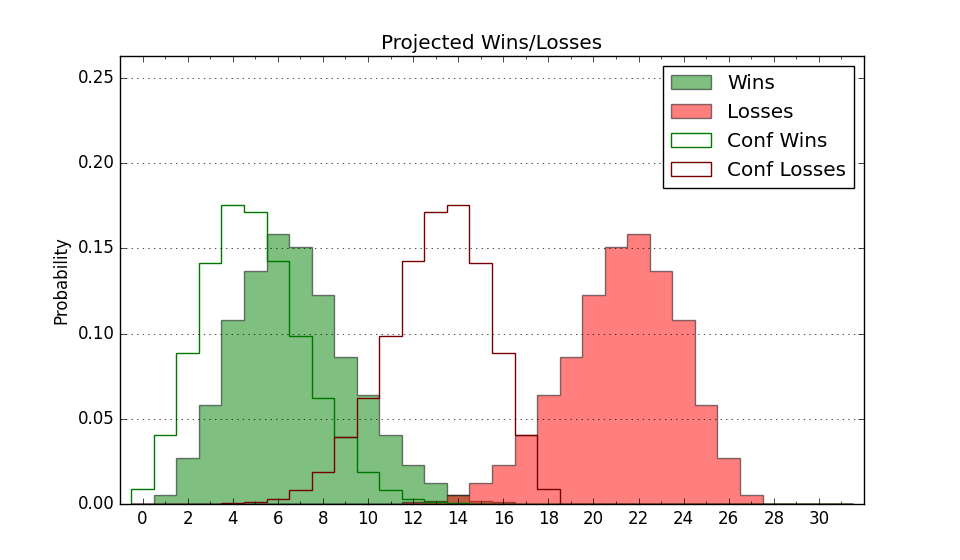 Projected Wins/Losses
0.25
0.20
0.15
0.10
0.05
0.00
Probability
Wins
Losses
Conf Wins
Conf Losses
0 2 4 6 8 10 12 14 16 18 20 22 24 26 28 30